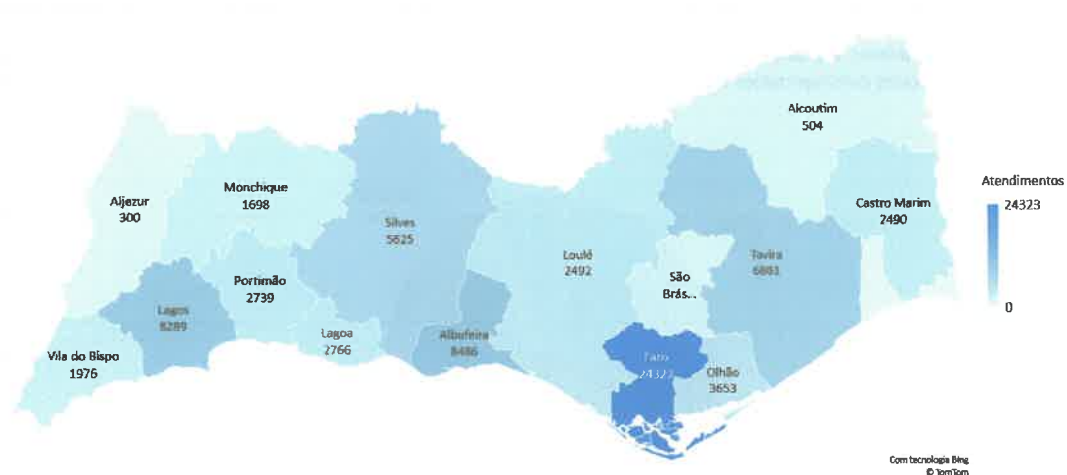 Alcoutim
504
Atendimentos
24323
0
Monchique
1698
Aljezur
300
Castro Marim
2490
Silves
5625
Loulé
2492
Tavira
6883
São
Brás...
Portimão
2739
Lagos
8289
Lagoa
2766
Albufeira
8486
Vila do Bispo
1976
Faro
24323
Olhão
3653
Com tecnologia Bing
© TomTom